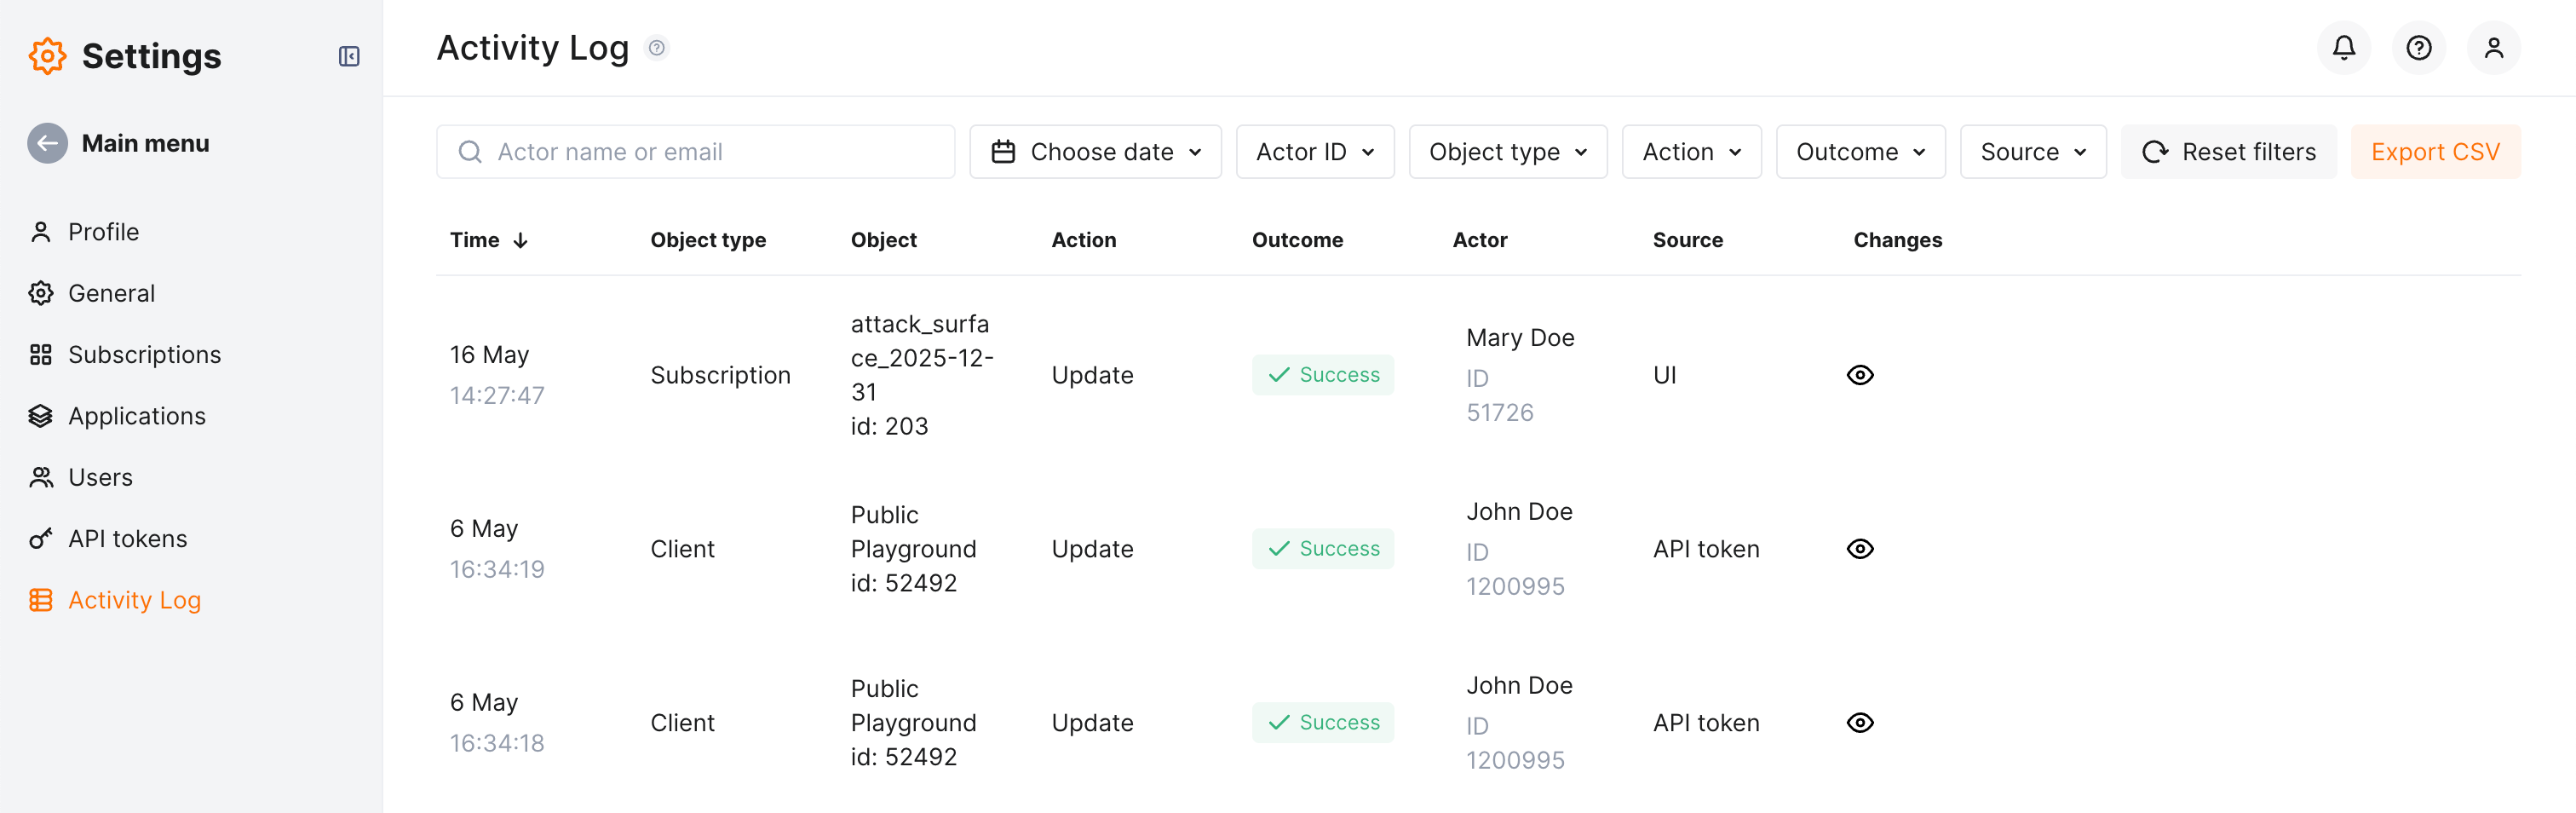 Settings
Main menu
Profile
General
Subscriptions
Applications
Users
API tokens
Activity Log
Activity Log
Actor name or email
Choose date
Actor ID
Object type
Action
Outcome
Source
Reset filters
Export CSV
Time
Object type
Object
Action
Outcome
Actor
Source
Changes
16 May
14:27:47
Subscription
attack_surfa
ce_2025-12-
31
id: 203
Update
Success
Mary Doe
ID
51726
UI
6 May
16:34:19
Client
Public
Playground
id: 52492
Update
Success
John Doe
ID
1200995
API token
6 May
16:34:18
Client
Public
Playground
id: 52492
Update
Success
John Doe
ID
1200995
API token